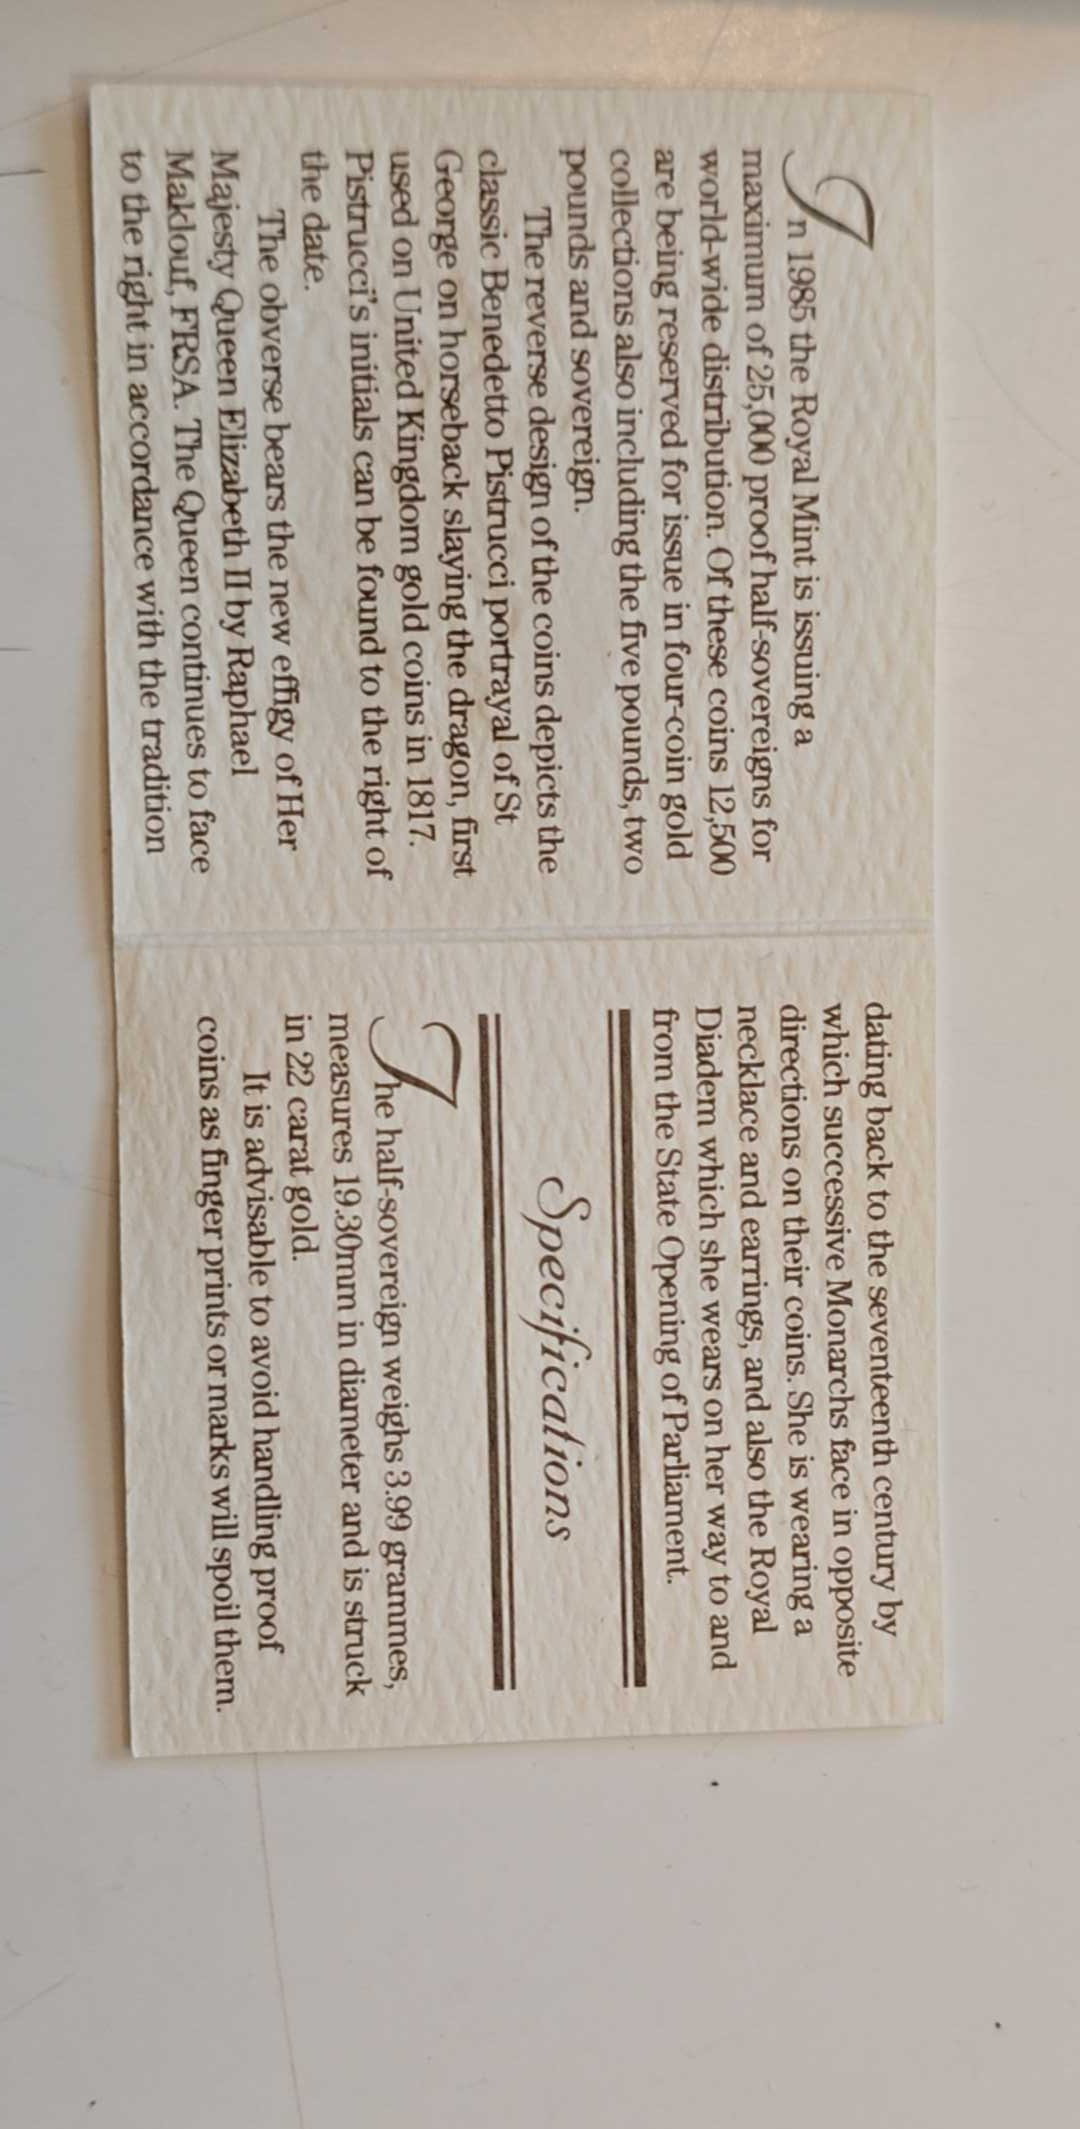 In 1985 the Royal Mint is issuing a
maximum of 25,000 proof half-sovereigns for
world-wide distribution. Of these coins 12,500
are being reserved for issue in four-coin gold
collections also including the five pounds, two
pounds and sovereign.
The reverse design of the coins depicts the
classic Benedetto Pistrucci portrayal of St
George on horseback slaying the dragon, first
used on United Kingdom gold coins in 1817.
Pistrucci's initials can be found to the right of
the date.
The obverse bears the new effigy of Her
Majesty Queen Elizabeth II by Raphael
Maklouf, FRSA. The Queen continues to face
to the right in accordance with the tradition
dating back to the seventeenth century by
which successive Monarchs face in opposite
directions on their coins. She is wearing a
necklace and earrings, and also the Royal
Diadem which she wears on her way to and
from the State Opening of Parliament.
Specifications
The half-sovereign weighs 3.99 grammes,
measures 19.30mm in diameter and is struck
in 22 carat gold.
It is advisable to avoid handling proof
coins as finger prints or marks will spoil them.